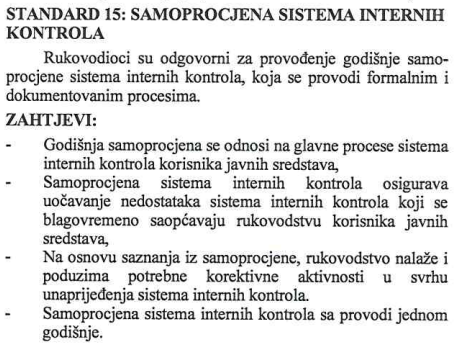 STANDARD 15: SAMOPROCJENA SISTEMA INTERNIH
KONTROLA
Rukovodioci su odgovorni za provođenje godišnje samo-
procjene sistema internih kontrola, koja se provodi formalnim i
dokumentovanim procesima.
ZAHTJEVI:
- Godišnja samoprocjena se odnosi na glavne procese sistema
internih kontrola korisnika javnih sredstava,
- Samoprocjena sistema internih kontrola osigurava
uočavanje nedostataka sistema internih kontrola koji se
blagovremeno saopćavaju rukovodstvu korisnika javnih
sredstava,
- Na osnovu saznanja iz samoprocjene, rukovodstvo nalaže i
poduzima potrebne korektivne aktivnosti u svrhu
unaprijeđenja sistema internih kontrola.
- Samoprocjena sistema internih kontrola sa provodi jednom
godišnje.